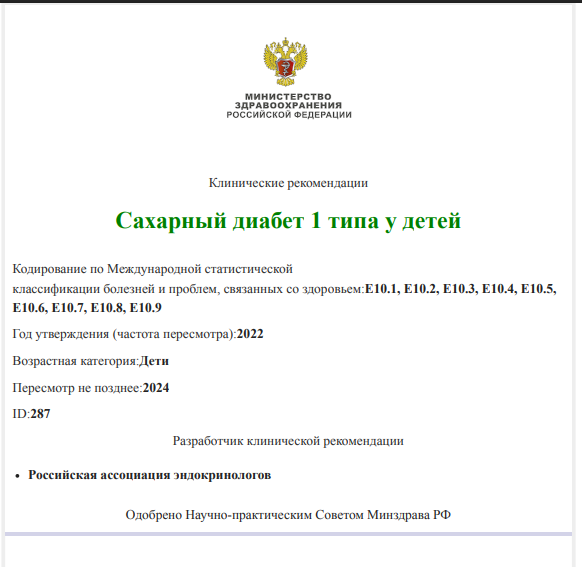 МИНИСТЕРСТВО
ЗДРАВООХРАНЕНИЯ
РОССИЙСКОЙ ФЕДЕРАЦИИ
Клинические рекомендации
Сахарный диабет 1 типа у детей
Кодирование по Международной статистической
классификации болезней и проблем, связанных со здоровьем:E10.1, E10.2, E10.3, E10.4, E10.5,
E10.6, E10.7, E10.8, E10.9
Год утверждения (частота пересмотра):2022
Возрастная категория:Дети
Пересмотр не позднее:2024
ID:287
Разработчик клинической рекомендации
• Российская ассоциация эндокринологов
Одобрено Научно-практическим Советом Минздрава РФ